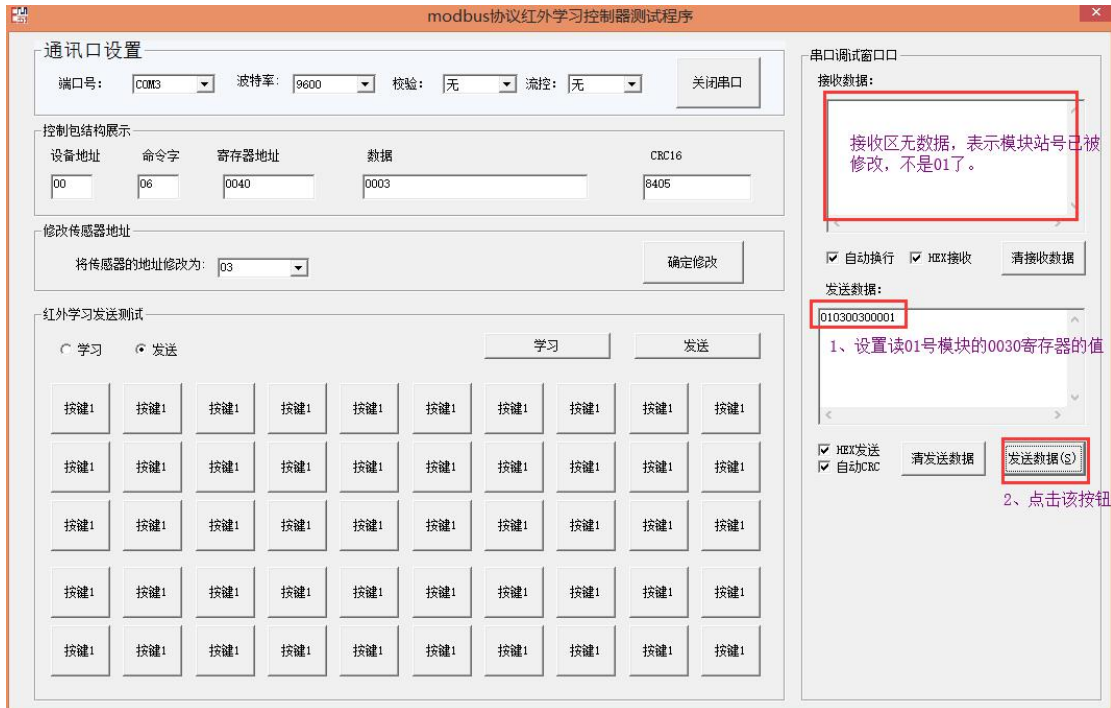 modbus协议红外学习控制器测试程序
通讯口设置
端口号： COM3 波特率： 9600 校验： 无 流控： 无 关闭串口
控制包结构展示
设备地址 命令字 寄存器地址 数据 CRC16
00 06 0040 0003 8405
修改传感器地址
将传感器的地址修改为： 03 确定修改
红外学习发送测试
学习 发送 学习 发送
按键1 按键1 按键1 按键1 按键1 按键1 按键1 按键1 按键1 按键1
按键1 按键1 按键1 按键1 按键1 按键1 按键1 按键1 按键1 按键1
按键1 按键1 按键1 按键1 按键1 按键1 按键1 按键1 按键1 按键1
按键1 按键1 按键1 按键1 按键1 按键1 按键1 按键1 按键1 按键1
按键1 按键1 按键1 按键1 按键1 按键1 按键1 按键1 按键1 按键1
串口调试窗口口
接收数据：
接收区无数据，表示模块站号已被
修改，不是01了。
自动换行 HEX接收 清接收数据
发送数据：
010300300001
1、设置读01号模块的0030寄存器的值
HEX发送
自动CRC
清发送数据 发送数据(S)
2、点击该按钮